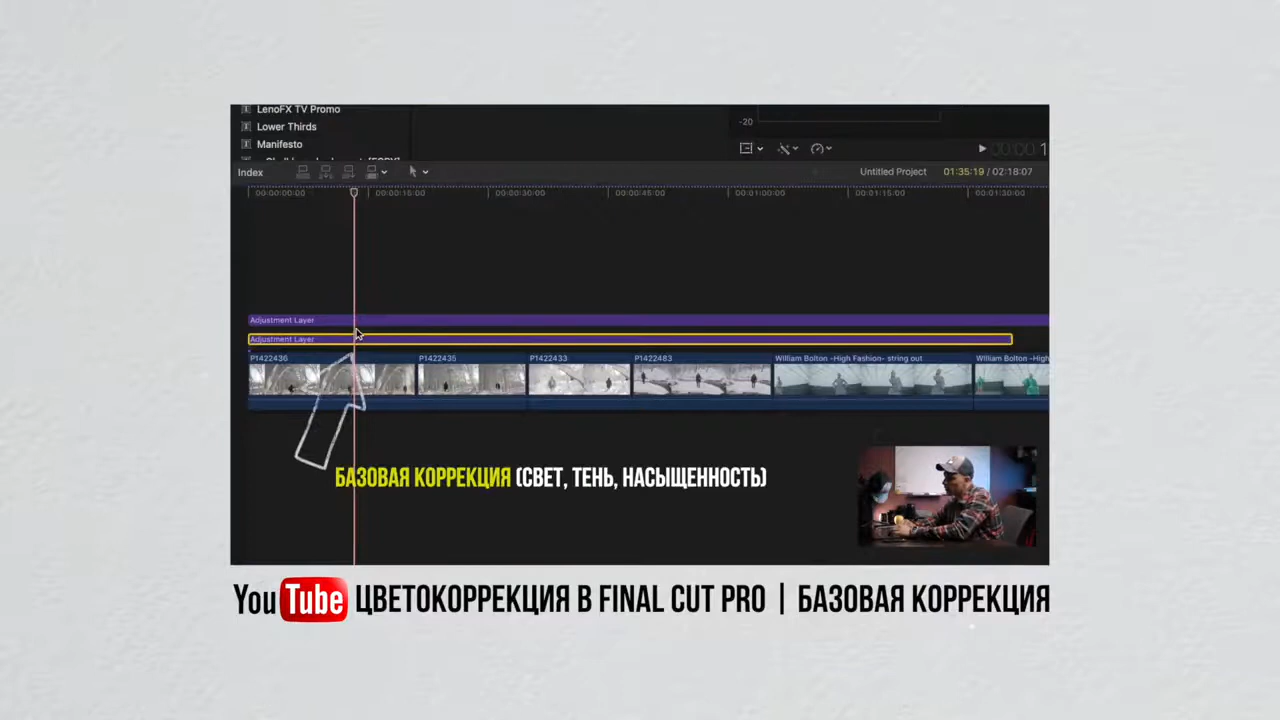 LenoFX TV Promo
Lower Thirds
Manifesto
-20
Index
Untitled Project 01:35:19 / 02:18:07
00:00:00:00 00:00:15:00 00:00:30:00 00:00:45:00 00:01:00:00 00:01:15:00 00:01:30:00
Adjustment Layer
Adjustment Layer
P1422436 P1422435 P1422433 P1422483 William Bolton -High Fashion- string out William Bolton -High
БАЗОВАЯ КОРРЕКЦИЯ (СВЕТ, ТЕНЬ, НАСЫЩЕННОСТЬ)
YouTube ЦВЕТОКОРРЕКЦИЯ В FINAL CUT PRO | БАЗОВАЯ КОРРЕКЦИЯ